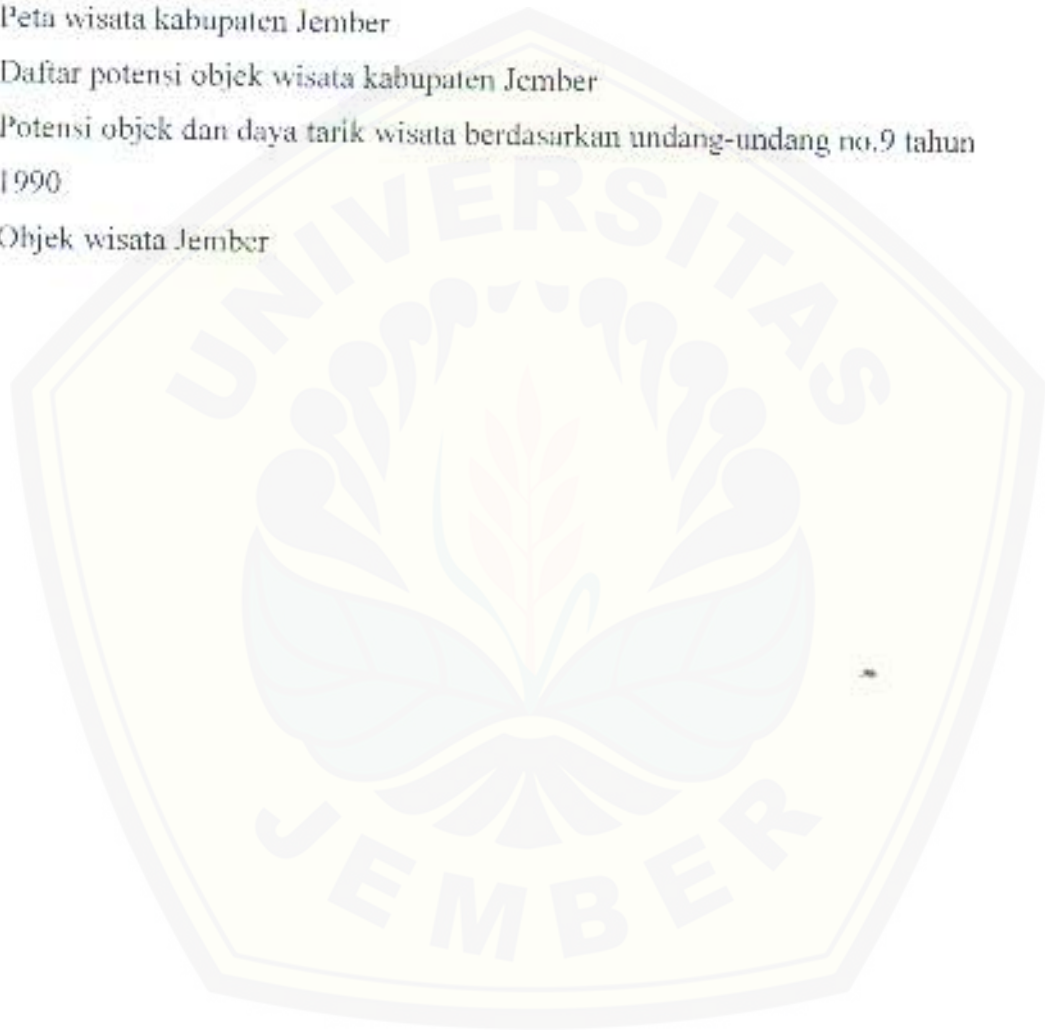 Peta wisata kabupaten Jember
Daftar potensi objek wisata kabupaten Jember
Potensi objek dan daya tarik wisata berdasarkan undang-undang no.9 tahun
1990
Objek wisata Jember
UNIVERSITAS
JEMBER